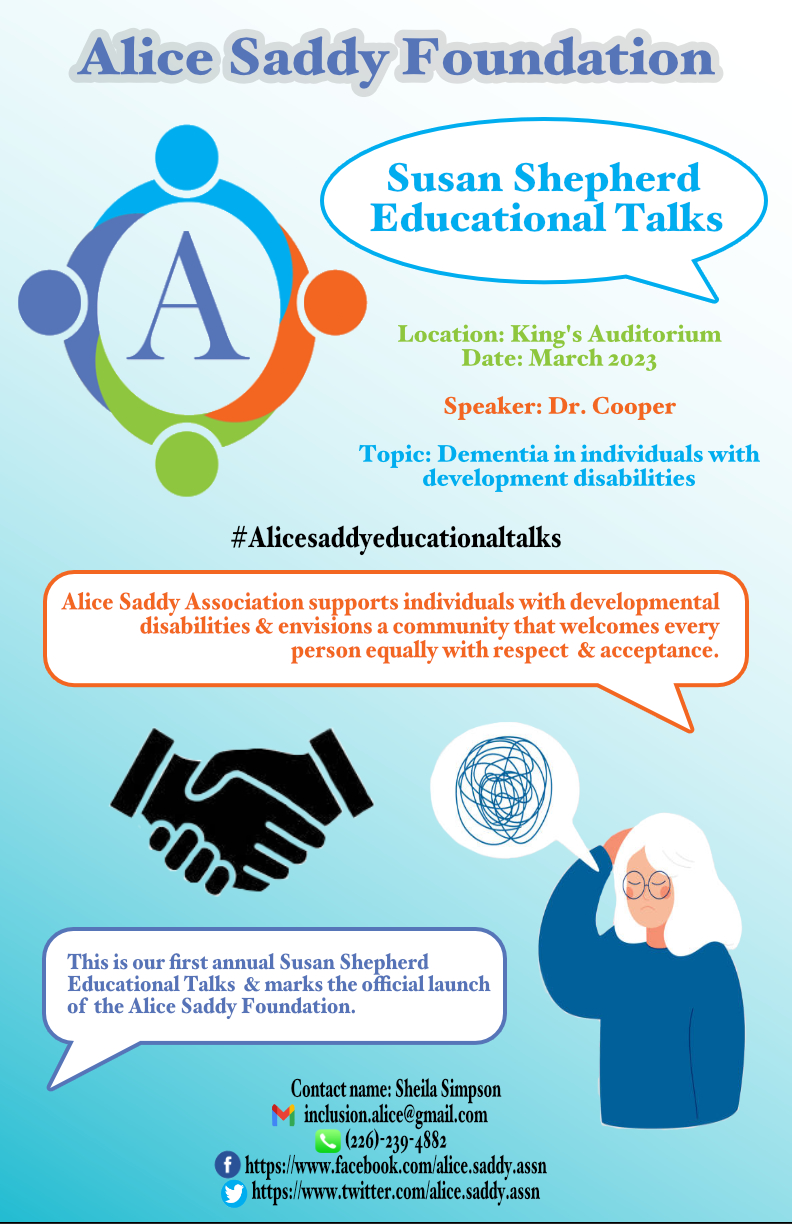 Alice Saddy Foundation
A
Susan Shepherd
Educational Talks
Location: King's Auditorium
Date: March 2023
Speaker: Dr. Cooper
Topic: Dementia in individuals with
development disabilities
#Alicesaddyeducationaltalks
Alice Saddy Association supports individuals with developmental
disabilities & envisions a community that welcomes every
person equally with respect & acceptance.
This is our first annual Susan Shepherd
Educational Talks & marks the official launch
of the Alice Saddy Foundation.
Contact name: Sheila Simpson
inclusion.alice@gmail.com
(226)-239-4882
https://www.facebook.com/alice.saddy.assn
https://www.twitter.com/alice.saddy.assn